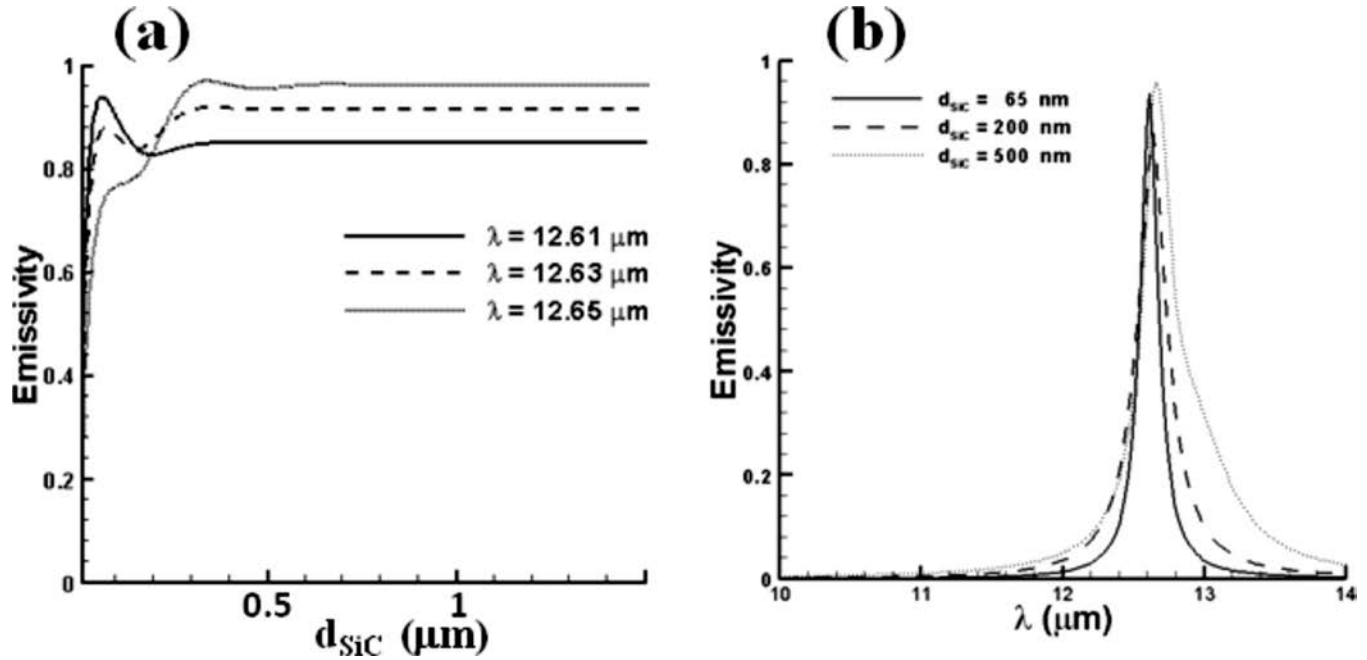 (a)
1
0.8
0.6
0.4
0.2
0
Emissivity
λ = 12.61 μm
λ = 12.63 μm
λ = 12.65 μm
0.5
1
d_SiC (μm)
(b)
1
0.8
0.6
0.4
0.2
0
Emissivity
d_SiC = 65 nm
d_SiC = 200 nm
d_SiC = 500 nm
10
11
12
13
14
λ (μm)